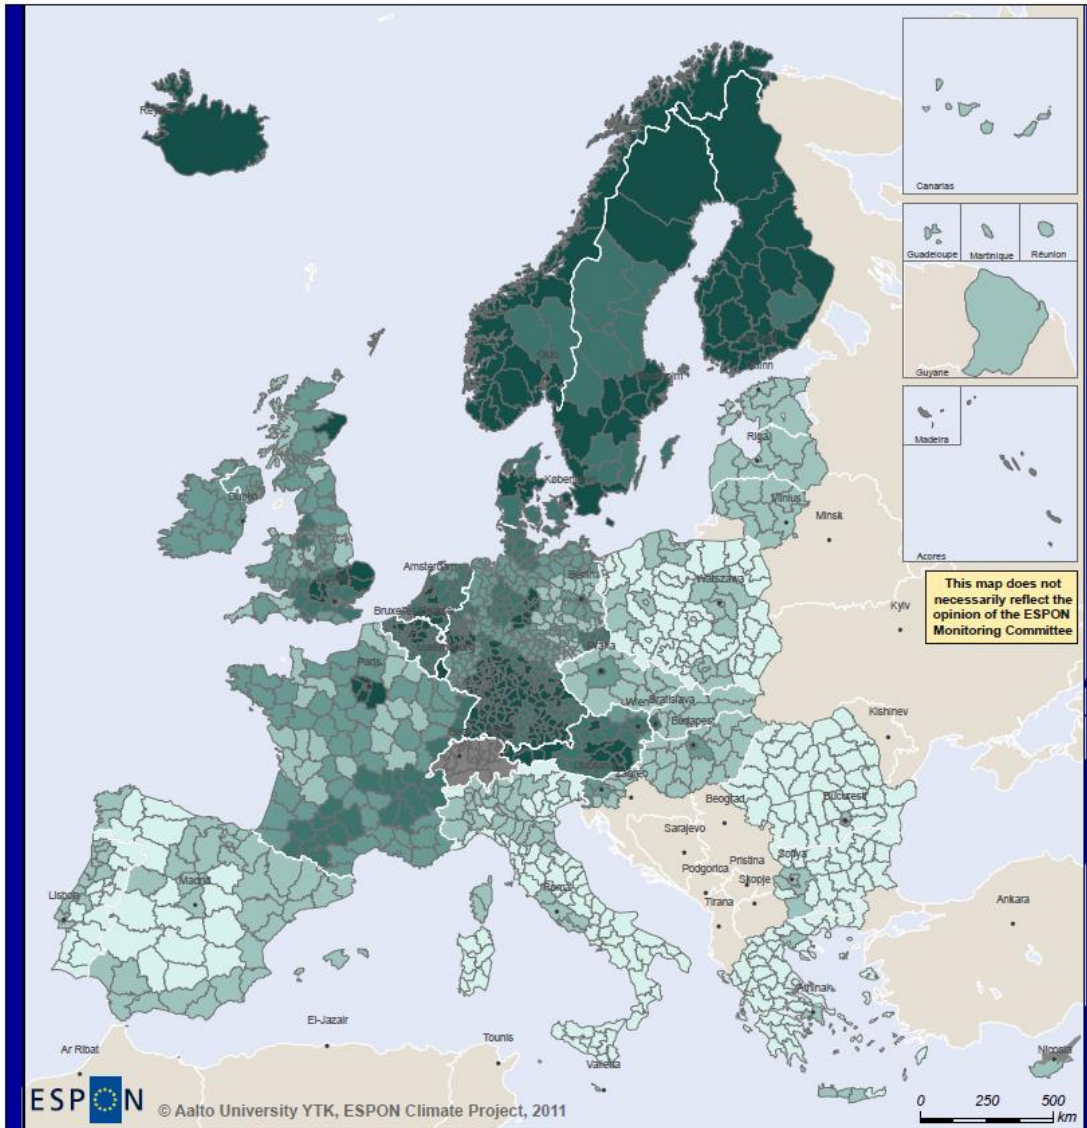 Canarias
Guadeloupe
Martinique
Réunion
Guyane
Madeira
Acores
This map does not
necessarily reflect the
opinion of the ESPON
Monitoring Committee
Riga
Vilnius
Minsk
Dublin
Amsterdam
Berlin
Warszawa
Kyiv
Praha
Paris
Wien
Bratislava
Budapest
Kishinev
Zagreb
Beograd
Bucuresti
Sarajevo
Podgorica
Pristina
Sofya
Skopje
Tirana
Ankara
Madrid
Lisboa
Roma
Athinai
El-Jazair
Tounis
Ar Ribat
Valletta
Nicosia
ESPON
© Aalto University YTK, ESPON Climate Project, 2011
0 250 500
km